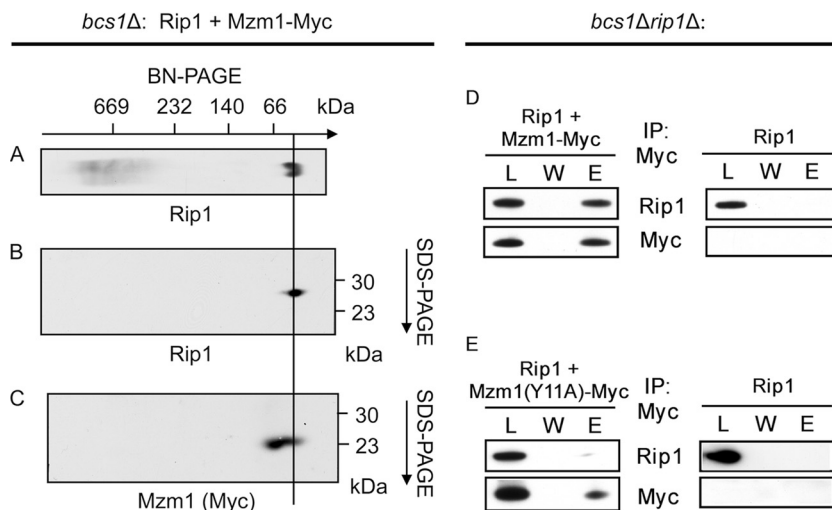 bcs1Δ: Rip1 + Mzm1-Myc
BN-PAGE
669 232 140 66 kDa
A
Rip1
B
30
23
kDa
SDS-PAGE
Rip1
C
30
23
kDa
SDS-PAGE
Mzm1 (Myc)
bcs1Δrip1Δ:
D
Rip1 +
Mzm1-Myc
IP:
Myc
Rip1
L W E
L W E
Rip1
Myc
E
Rip1 +
Mzm1(Y11A)-Myc
IP:
Myc
Rip1
L W E
L W E
Rip1
Myc